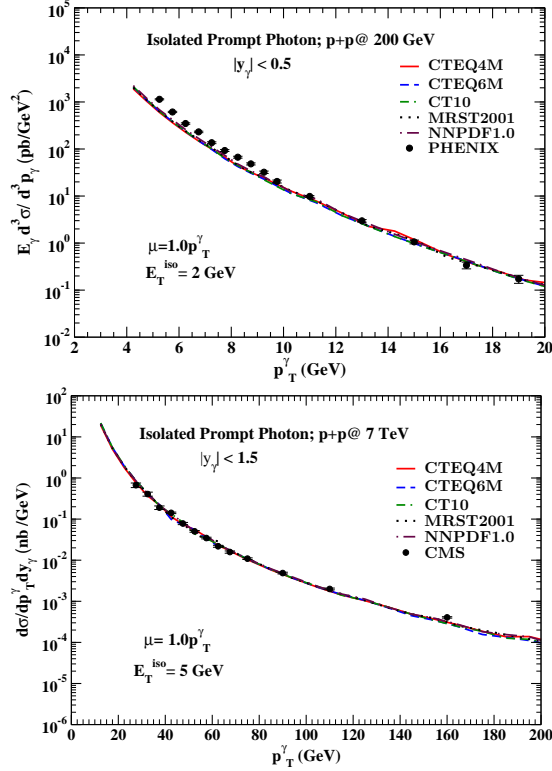 10^5
Isolated Prompt Photon; p+p@ 200 GeV
|y_γ| < 0.5
10^4
CTEQ4M
CTEQ6M
CT10
MRST2001
NNPDF1.0
PHENIX
10^3
10^2
10^1
10^0
10^-1
10^-2
E_γ d^3 σ/ d^3 p_γ (pb/GeV^2)
μ=1.0p_T^γ
E_T^iso = 2 GeV
2 4 6 8 10 12 14 16 18 20
p_T^γ (GeV)
10^2
Isolated Prompt Photon; p+p@ 7 TeV
|y_γ| < 1.5
10^1
CTEQ4M
CTEQ6M
CT10
MRST2001
NNPDF1.0
CMS
10^0
10^-1
10^-2
10^-3
10^-4
10^-5
10^-6
dσ/dp_T^γ dy_γ (nb /GeV)
μ= 1.0p_T^γ
E_T^iso = 5 GeV
0 20 40 60 80 100 120 140 160 180 200
p_T^γ (GeV)